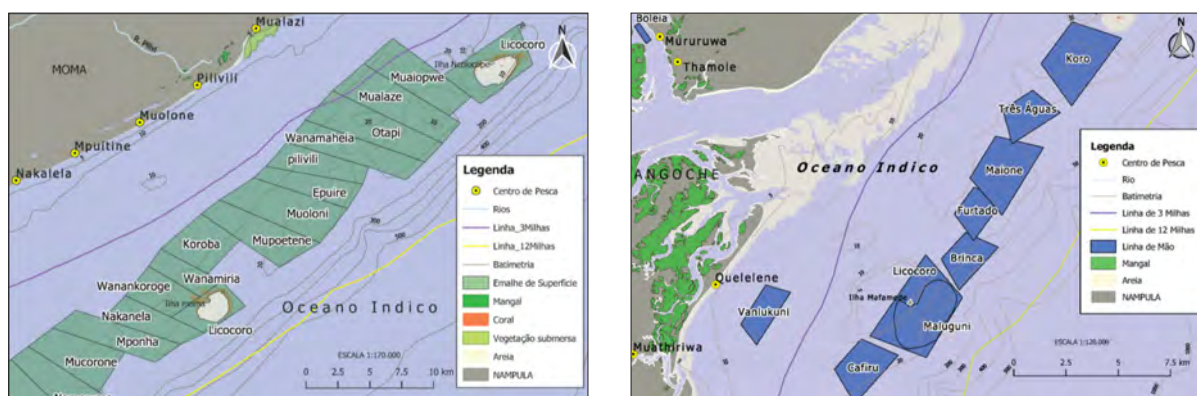 Mualazi
R. Pilivi
MOMA
Pilivili
Muolone
Mpuitine
Nakalela
Licocoro
Muaiopwe
Mualaze
Otapi
Wanamaheia
pilivili
Epuire
Muoloni
Mupoetene
Koroba
Wanamiria
Wanankoroge
Ilha moma
Nakanela
Licocoro
Mponha
Mucorone
Oceano Indico
N
Legenda
Centro de Pesca
Rios
Linha_3Milhas
Linha_12Milhas
Batimetria
Emalhe de Superficie
Mangal
Coral
Vegetação submersa
Areia
NAMPULA
ESCALA 1:170.000
0 2.5 5 10 km
Boleia
Mururuwa
Thamole
Koro
Três Águas
Oceano Indico
Maione
ANGOCHE
Furtado
Brinca
Quelelene
Licocoro
Ilha Mafamede
Vanlukuni
Maluguni
Muathiriwa
Cafiru
N
Legenda
Centro de Pesca
Rio
Batimetria
Linha de 3 Milhas
Linha de 12 Milhas
Linha de Mão
Mangal
Areia
NAMPULA
ESCALA 1:120.000
0 2.5 5 7.5 km